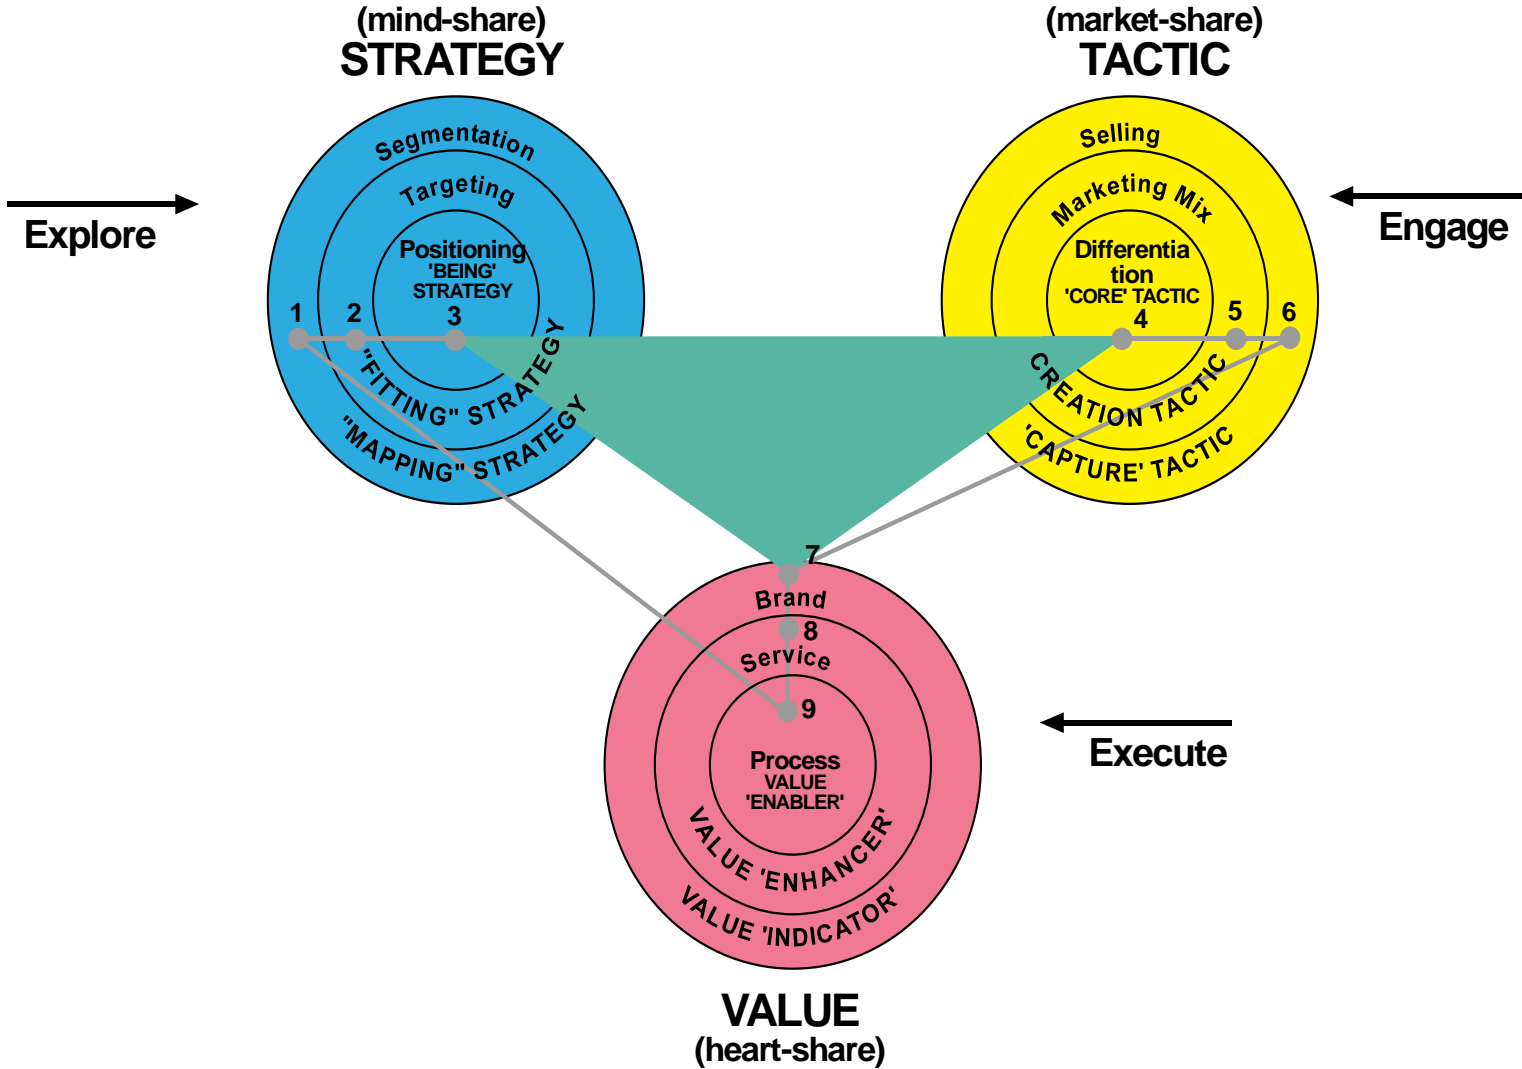 (mind-share)
STRATEGY
(market-share)
TACTIC
Segmentation
Targeting
Positioning
'BEING'
STRATEGY
1
2
3
"FITTING" STRATEGY
"MAPPING" STRATEGY
Explore
Selling
Marketing Mix
Differentia
tion
'CORE' TACTIC
4
5
6
CREATION TACTIC
'CAPTURE' TACTIC
Engage
7
Brand
8
Service
9
Process
VALUE
'ENABLER'
VALUE 'ENHANCER'
VALUE 'INDICATOR'
Execute
VALUE
(heart-share)